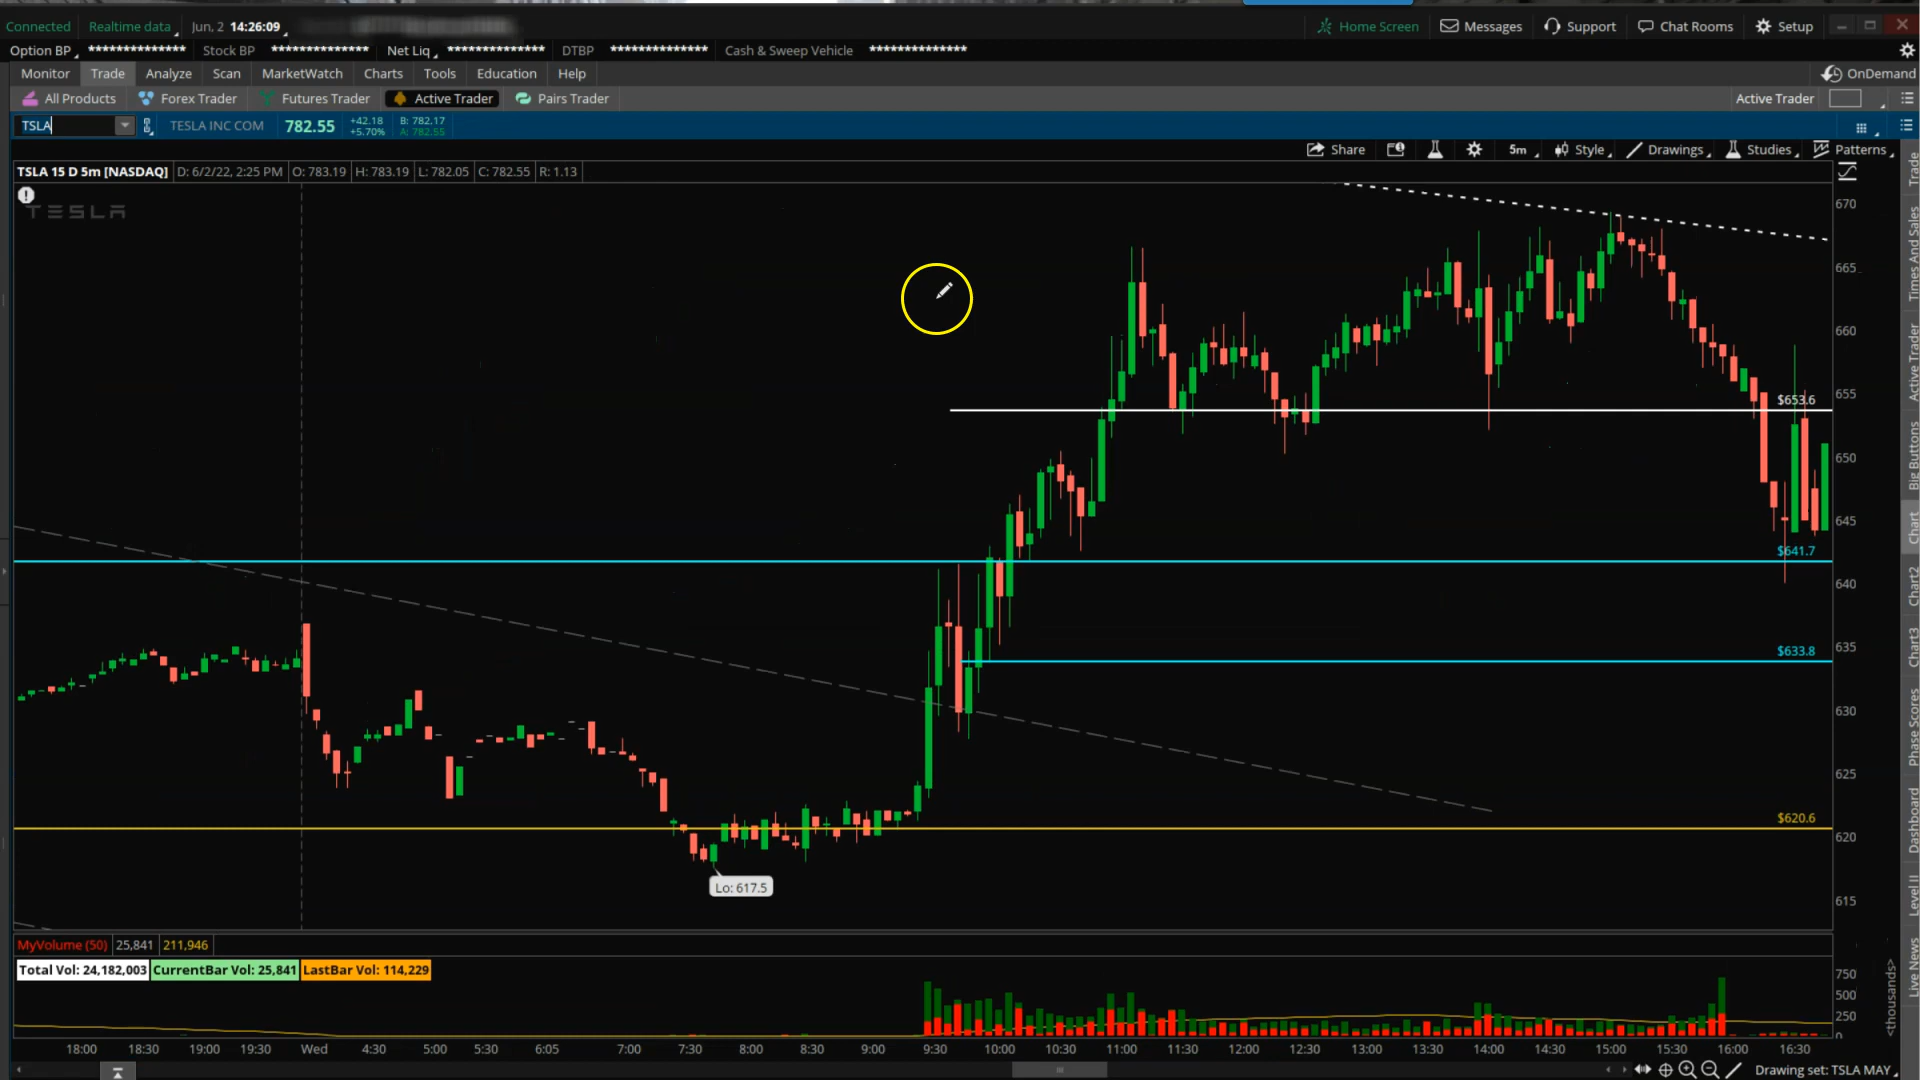 Connected Realtime data Jun, 2 14:26:09 Home Screen Messages Support Chat Rooms Setup
Option BP ************** Stock BP ************** Net Liq ************** DTBP ************** Cash & Sweep Vehicle **************
Monitor Trade Analyze Scan MarketWatch Charts Tools Education Help OnDemand
All Products Forex Trader Futures Trader Active Trader Pairs Trader Active Trader
TSLA TESLA INC COM 782.55 +42.18 B: 782.17
+5.70% A: 782.55
Share 5m Style Drawings Studies Patterns
TSLA 15 D 5m [NASDAQ] D: 6/2/22, 2:25 PM O: 783.19 H: 783.19 L: 782.05 C: 782.55 R: 1.13
TESLA
670
665
660
655
$653.6
650
645
$641.7
640
$633.8
635
630
625
$620.6
620
Lo: 617.5
615
MyVolume (50) 25,841 211,946
Total Vol: 24,182,003 CurrentBar Vol: 25,841 LastBar Vol: 114,229
750
500
250
0
<thousands>
18:00 18:30 19:00 19:30 Wed 4:30 5:00 5:30 6:05 7:00 7:30 8:00 8:30 9:00 9:30 10:00 10:30 11:00 11:30 12:00 12:30 13:00 13:30 14:00 14:30 15:00 15:30 16:00 16:30
Drawing set: TSLA MAY
Trade
Times And Sales
Active Trader
Big Buttons
Chart
Chart2
Chart3
Phase Scores
Dashboard
Level II
Live News